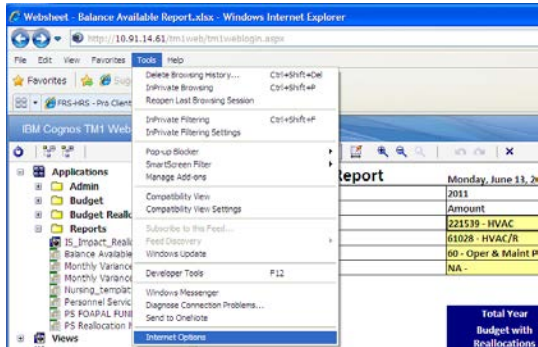 Websheet - Balance Available Report.xlsx - Windows Internet Explorer
http://10.91.14.61/tm1web/tm1weblogin.aspx
File Edit View Favorites Tools Help
Favorites
FRS-HRS - Pro Client
IBM Cognos TM1 Web
Delete Browsing History... Ctrl+Shift+Del
InPrivate Browsing Ctrl+Shift+P
Reopen Last Browsing Session
InPrivate Filtering Ctrl+Shift+F
InPrivate Filtering Settings
Pop-up Blocker
SmartScreen Filter
Manage Add-ons
Compatibility View
Compatibility View Settings
Subscribe to this Feed...
Feed Discovery
Windows Update
Developer Tools F12
Windows Messenger
Diagnose Connection Problems...
Send to OneNote
Internet Options
Applications
Admin
Budget
Budget Reallo
Reports
IS_Impact_Reallo
Balance Available
Monthly Variance
Monthly Variance
Nursing_templat
Personnel Servic
PS FOAPAL FUN
PS Reallocation
Views
Report
Monday, June 13, 2
2011
Amount
221539 - HVAC
61028 - HVAC/R
60 - Oper & Maint P
NA -
Total Year
Budget with
Reallocations